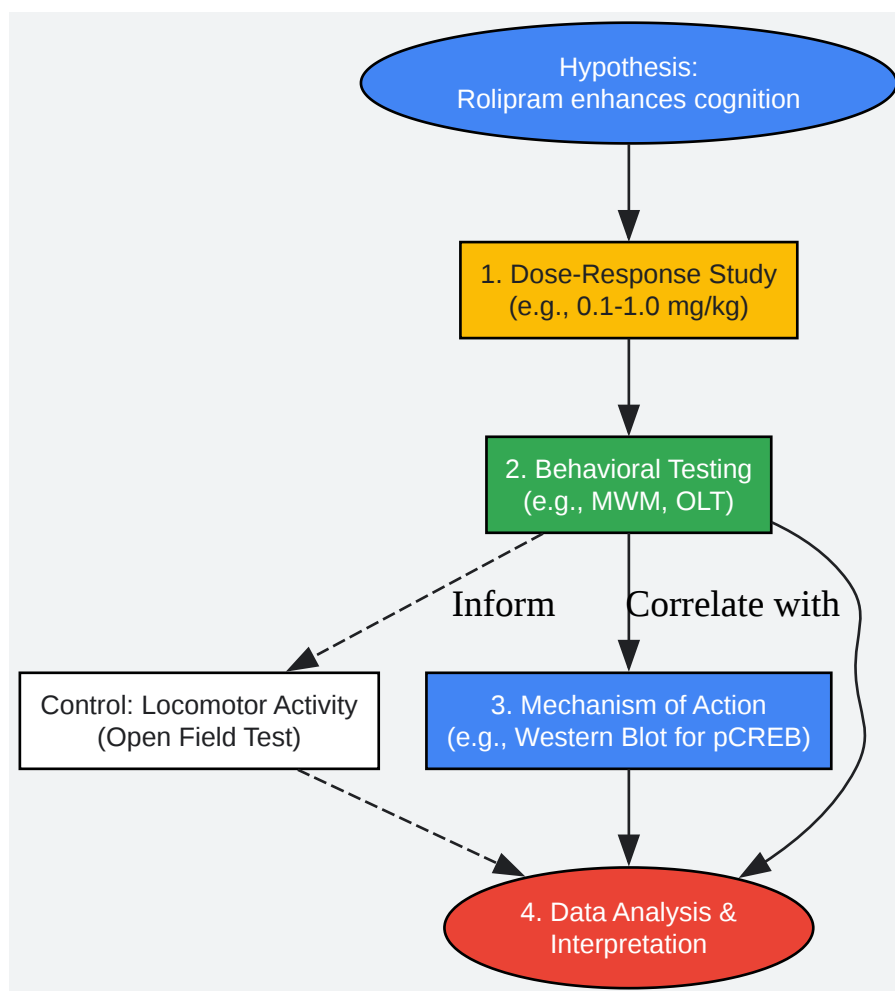 Hypothesis:
Rolipram enhances cognition
1. Dose-Response Study
(e.g., 0.1-1.0 mg/kg)
2. Behavioral Testing
(e.g., MWM, OLT)
Inform
Correlate with
Control: Locomotor Activity
(Open Field Test)
3. Mechanism of Action
(e.g., Western Blot for pCREB)
4. Data Analysis &
Interpretation